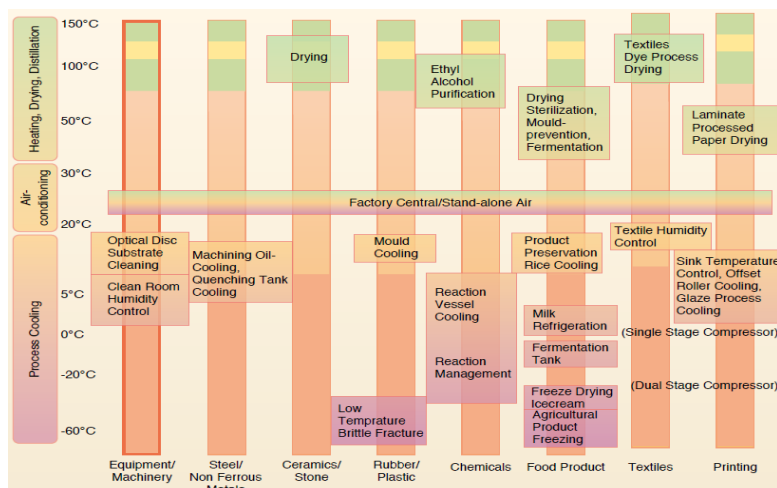 150°C
100°C
50°C
30°C
20°C
5°C
0°C
-20°C
-60°C
Heating, Drying, Distillation
Air-
conditioning
Process Cooling
Drying
Ethyl
Alcohol
Purification
Drying
Sterilization,
Mould-
prevention,
Fermentation
Textiles
Dye Process
Drying
Laminate
Processed
Paper Drying
Factory Central/Stand-alone Air
Optical Disc
Substrate
Cleaning
Clean Room
Humidity
Control
Machining Oil-
Cooling,
Quenching Tank
Cooling
Mould
Cooling
Reaction
Vessel
Cooling
Reaction
Management
Low
Temprature
Brittle Fracture
Product
Preservation
Rice Cooling
Milk
Refrigeration
Fermentation
Tank
Freeze Drying
Icecream
Agricultural
Product
Freezing
Textile Humidity
Control
Sink Temperature
Control, Offset
Roller Cooling,
Glaze Process
Cooling
(Single Stage Compressor)
(Dual Stage Compressor)
Equipment/
Machinery
Steel/
Non Ferrous
Metals
Ceramics/
Stone
Rubber/
Plastic
Chemicals
Food Product
Textiles
Printing